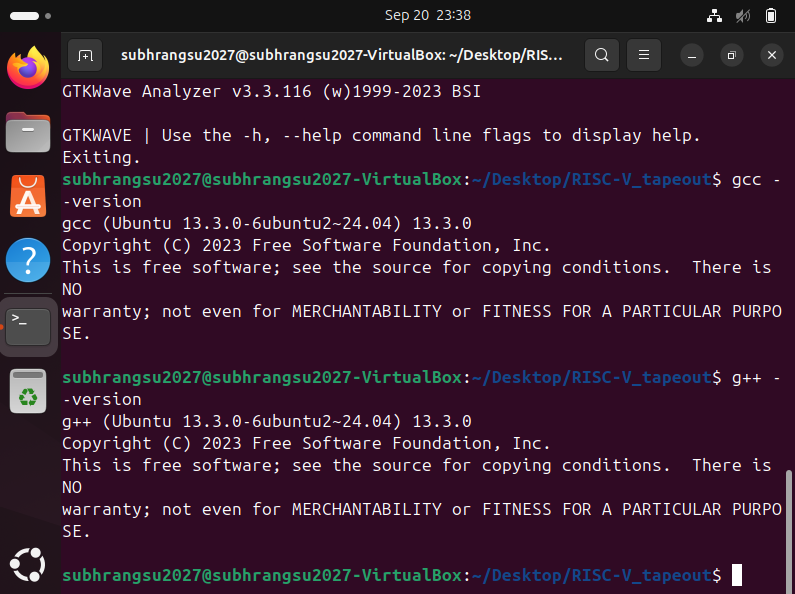 Sep 20 23:38
subhrangsu2027@subhrangsu2027-VirtualBox: ~/Desktop/RIS...
GTKWave Analyzer v3.3.116 (w)1999-2023 BSI
GTKWAVE | Use the -h, --help command line flags to display help.
Exiting.
subhrangsu2027@subhrangsu2027-VirtualBox:~/Desktop/RISC-V_tapeout$ gcc -
-version
gcc (Ubuntu 13.3.0-6ubuntu2~24.04) 13.3.0
Copyright (C) 2023 Free Software Foundation, Inc.
This is free software; see the source for copying conditions.  There is
NO
warranty; not even for MERCHANTABILITY or FITNESS FOR A PARTICULAR PURPO
SE.
subhrangsu2027@subhrangsu2027-VirtualBox:~/Desktop/RISC-V_tapeout$ g++ -
-version
g++ (Ubuntu 13.3.0-6ubuntu2~24.04) 13.3.0
Copyright (C) 2023 Free Software Foundation, Inc.
This is free software; see the source for copying conditions.  There is
NO
warranty; not even for MERCHANTABILITY or FITNESS FOR A PARTICULAR PURPO
SE.
subhrangsu2027@subhrangsu2027-VirtualBox:~/Desktop/RISC-V_tapeout$